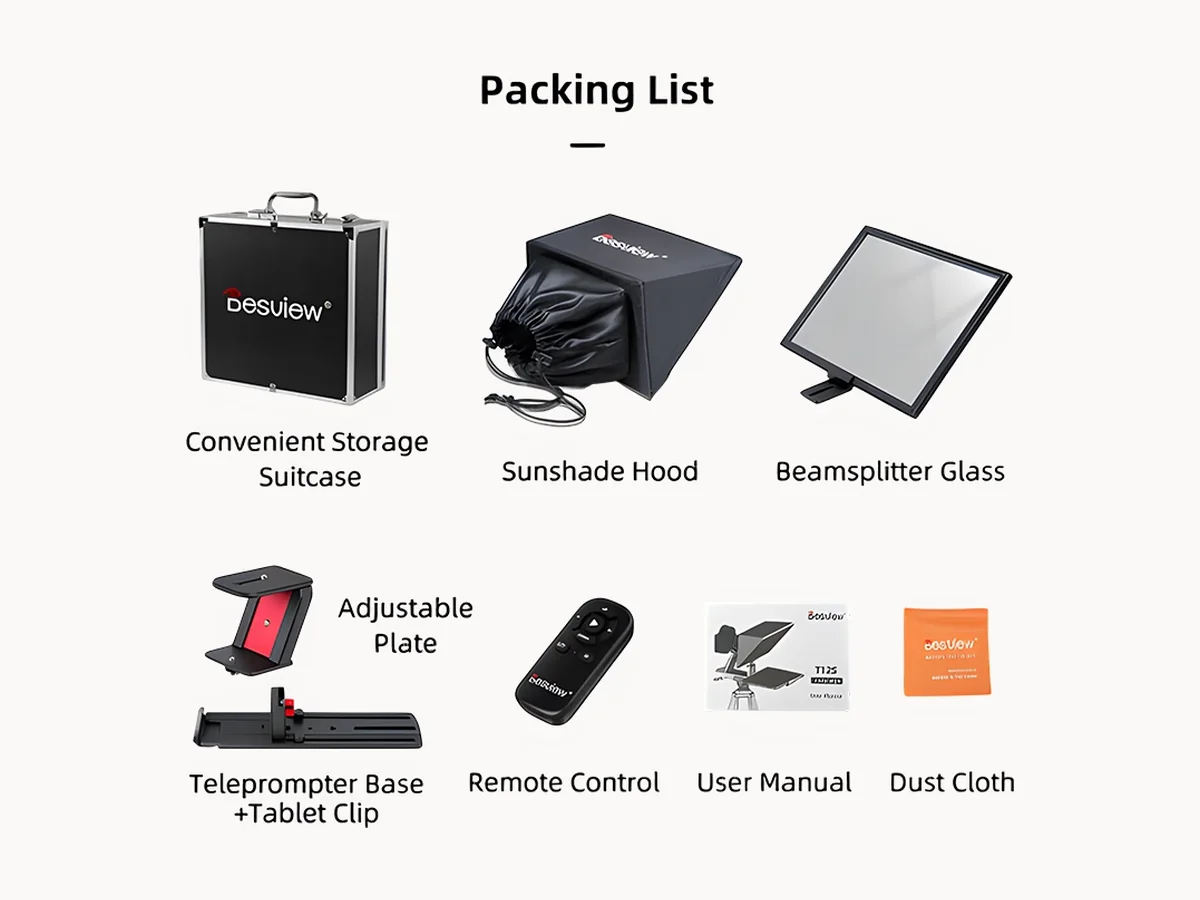 Packing List
Desview®
Desview
Convenient Storage
Suitcase
Sunshade Hood
Beamsplitter Glass
Adjustable
Plate
Desview
Desview
T12S
Desview
Teleprompter Base
+Tablet Clip
Remote Control
User Manual
Dust Cloth